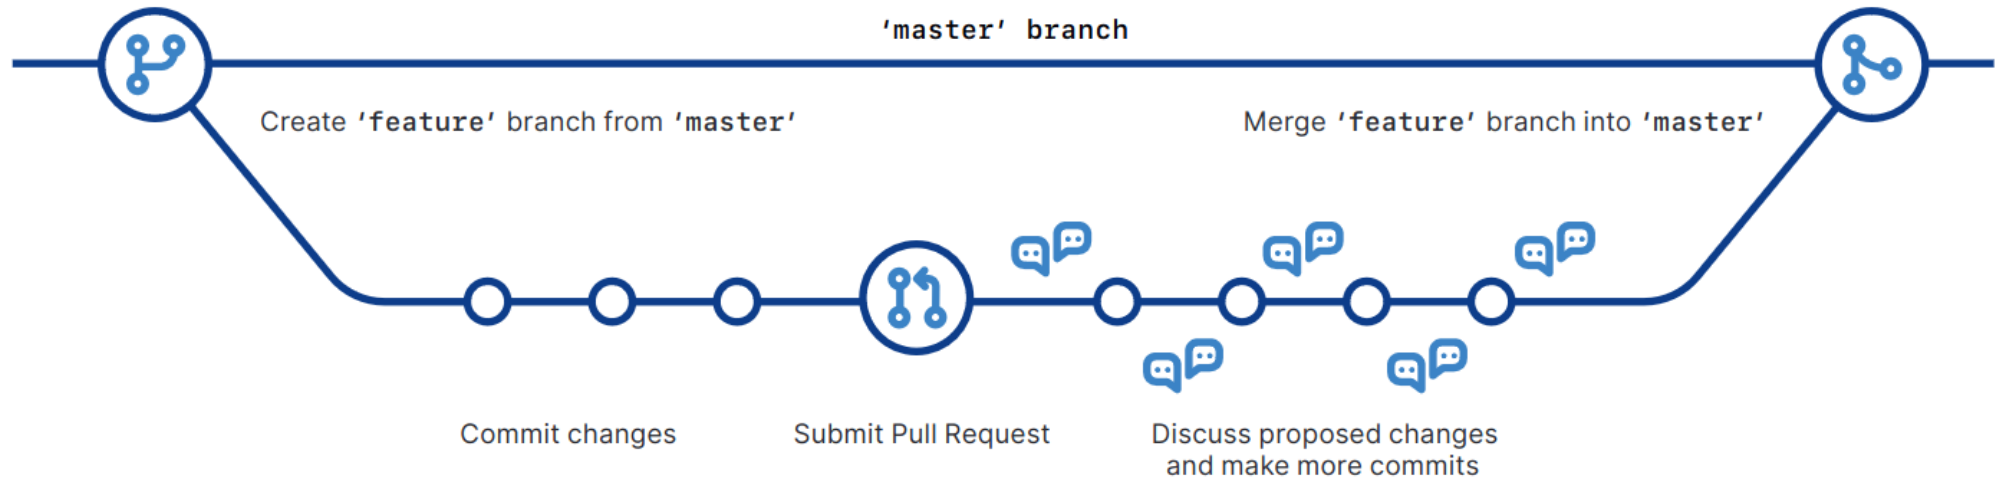 ‘master’ branch
Create ‘feature’ branch from ‘master’
Merge ‘feature’ branch into ‘master’
Commit changes
Submit Pull Request
Discuss proposed changes
and make more commits